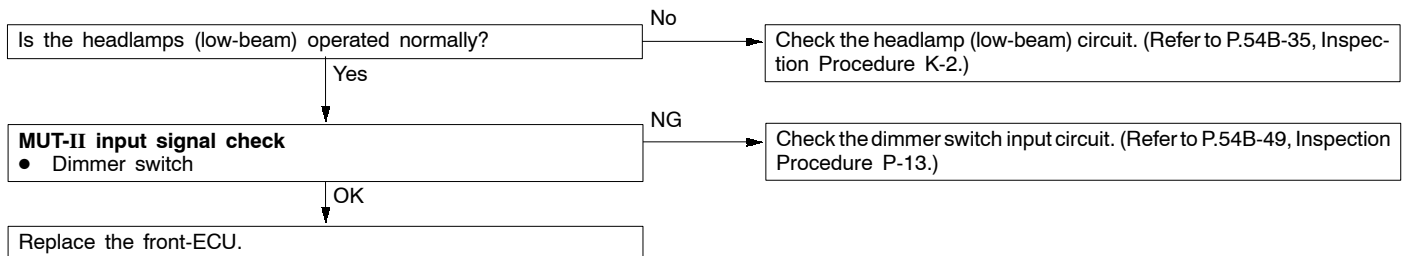 No
Is the headlamps (low-beam) operated normally?
Check the headlamp (low-beam) circuit. (Refer to P.54B-35, Inspec-
tion Procedure K-2.)
Yes
NG
MUT-II input signal check
● Dimmer switch
Check the dimmer switch input circuit. (Refer to P.54B-49, Inspection
Procedure P-13.)
OK
Replace the front-ECU.